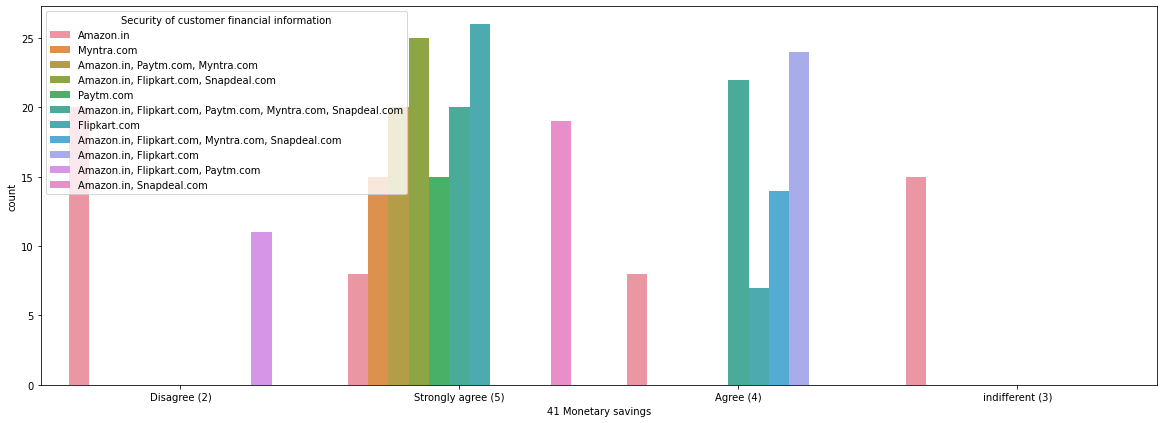 Security of customer financial information
Amazon.in
Myntra.com
Amazon.in, Paytm.com, Myntra.com
Amazon.in, Flipkart.com, Snapdeal.com
Paytm.com
Amazon.in, Flipkart.com, Paytm.com, Myntra.com, Snapdeal.com
Flipkart.com
Amazon.in, Flipkart.com, Myntra.com, Snapdeal.com
Amazon.in, Flipkart.com
Amazon.in, Flipkart.com, Paytm.com
Amazon.in, Snapdeal.com
25
20
15
10
5
0
count
Disagree (2)
Strongly agree (5)
Agree (4)
indifferent (3)
41 Monetary savings